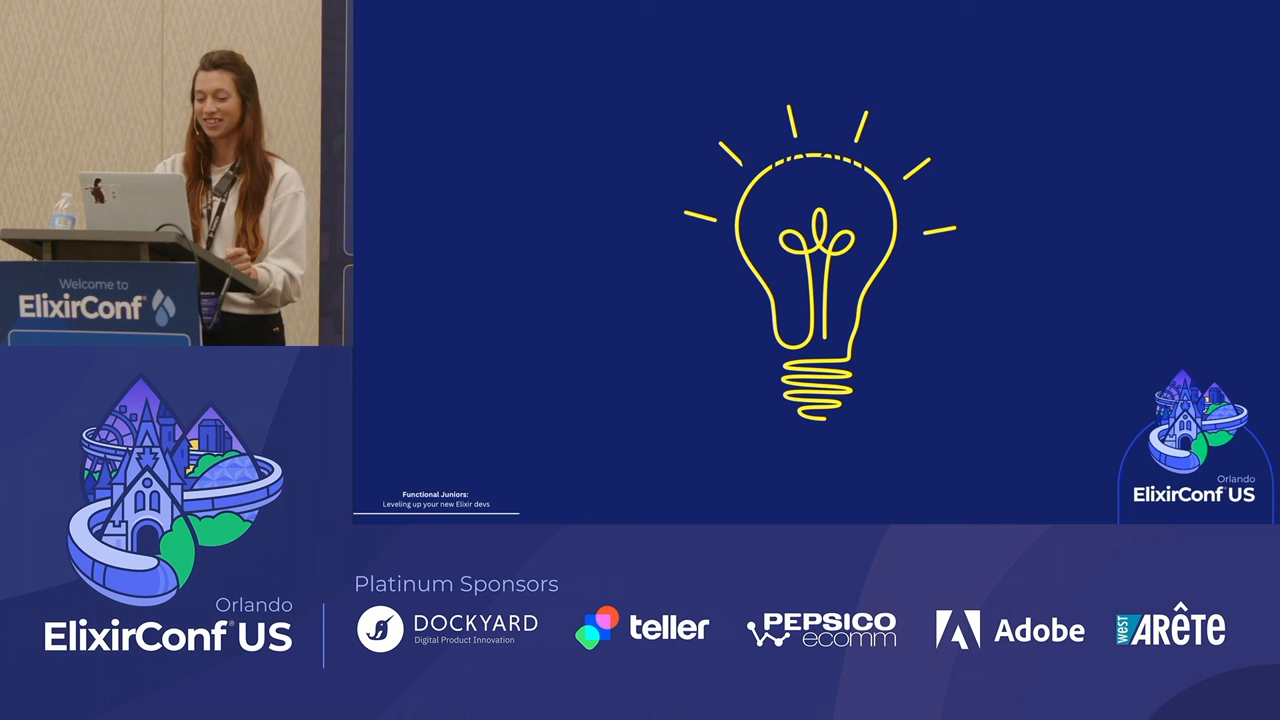 Welcome to
ElixirConf
Functional Juniors:
Leveling up your new Elixir devs
Orlando
ElixirConf US
Orlando
ElixirConf® US
Platinum Sponsors
DOCKYARD
Digital Product Innovation
teller
PEPSICO
ecomm
Adobe
west
ARÊTE